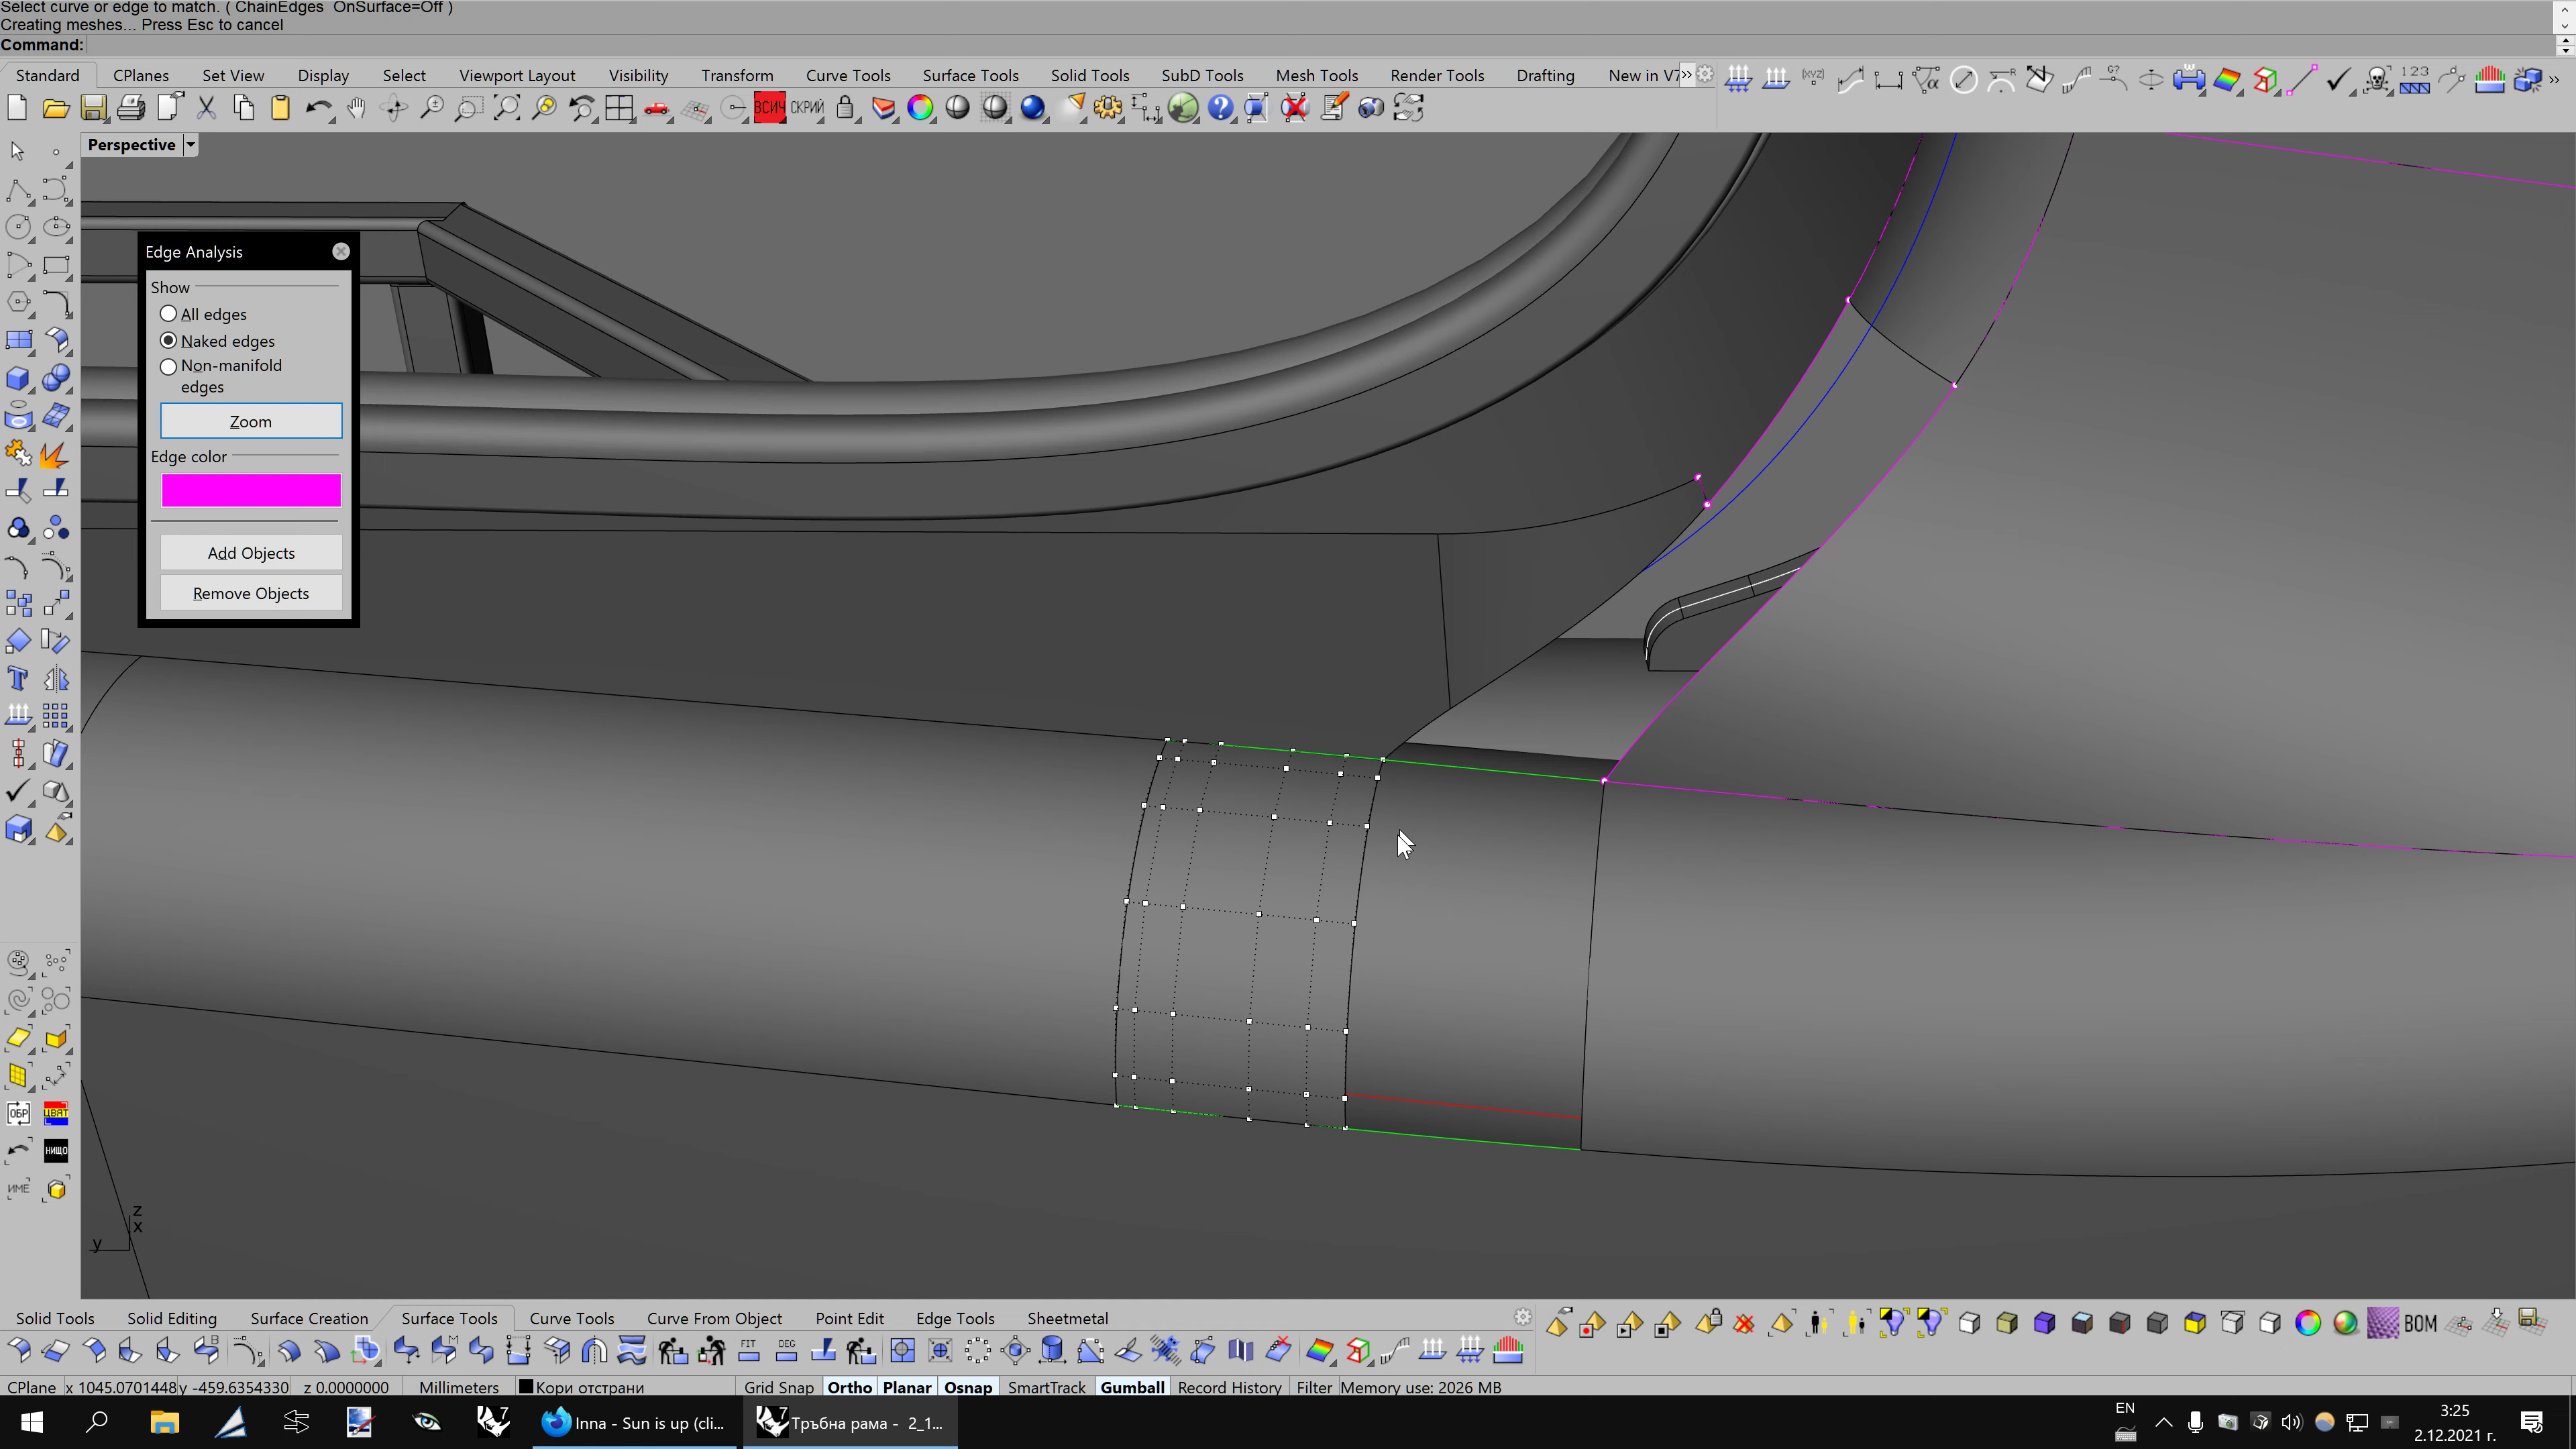 Select curve or edge to match. ( ChainEdges  OnSurface=Off )
Creating meshes... Press Esc to cancel
Command:
Standard CPlanes Set View Display Select Viewport Layout Visibility Transform Curve Tools Surface Tools Solid Tools SubD Tools Mesh Tools Render Tools Drafting New in V7 »
ВСИЧ СКРИЙ
Perspective
Edge Analysis
Show
All edges
Naked edges
Non-manifold
edges
Zoom
Edge color
Add Objects
Remove Objects
ОБР ЦВЯТ
НИЩО
ИМЕ
z
x
y
Solid Tools Solid Editing Surface Creation Surface Tools Curve Tools Curve From Object Point Edit Edge Tools Sheetmetal
BOM
FIT DEG
CPlane x 1045.0701448 y -459.6354330 z 0.0000000 Millimeters Кори отстрани Grid Snap Ortho Planar Osnap SmartTrack Gumball Record History Filter Memory use: 2026 MB
Inna - Sun is up (cli... Тръбна рама - 2_1...
EN
3:25
2.12.2021 г.